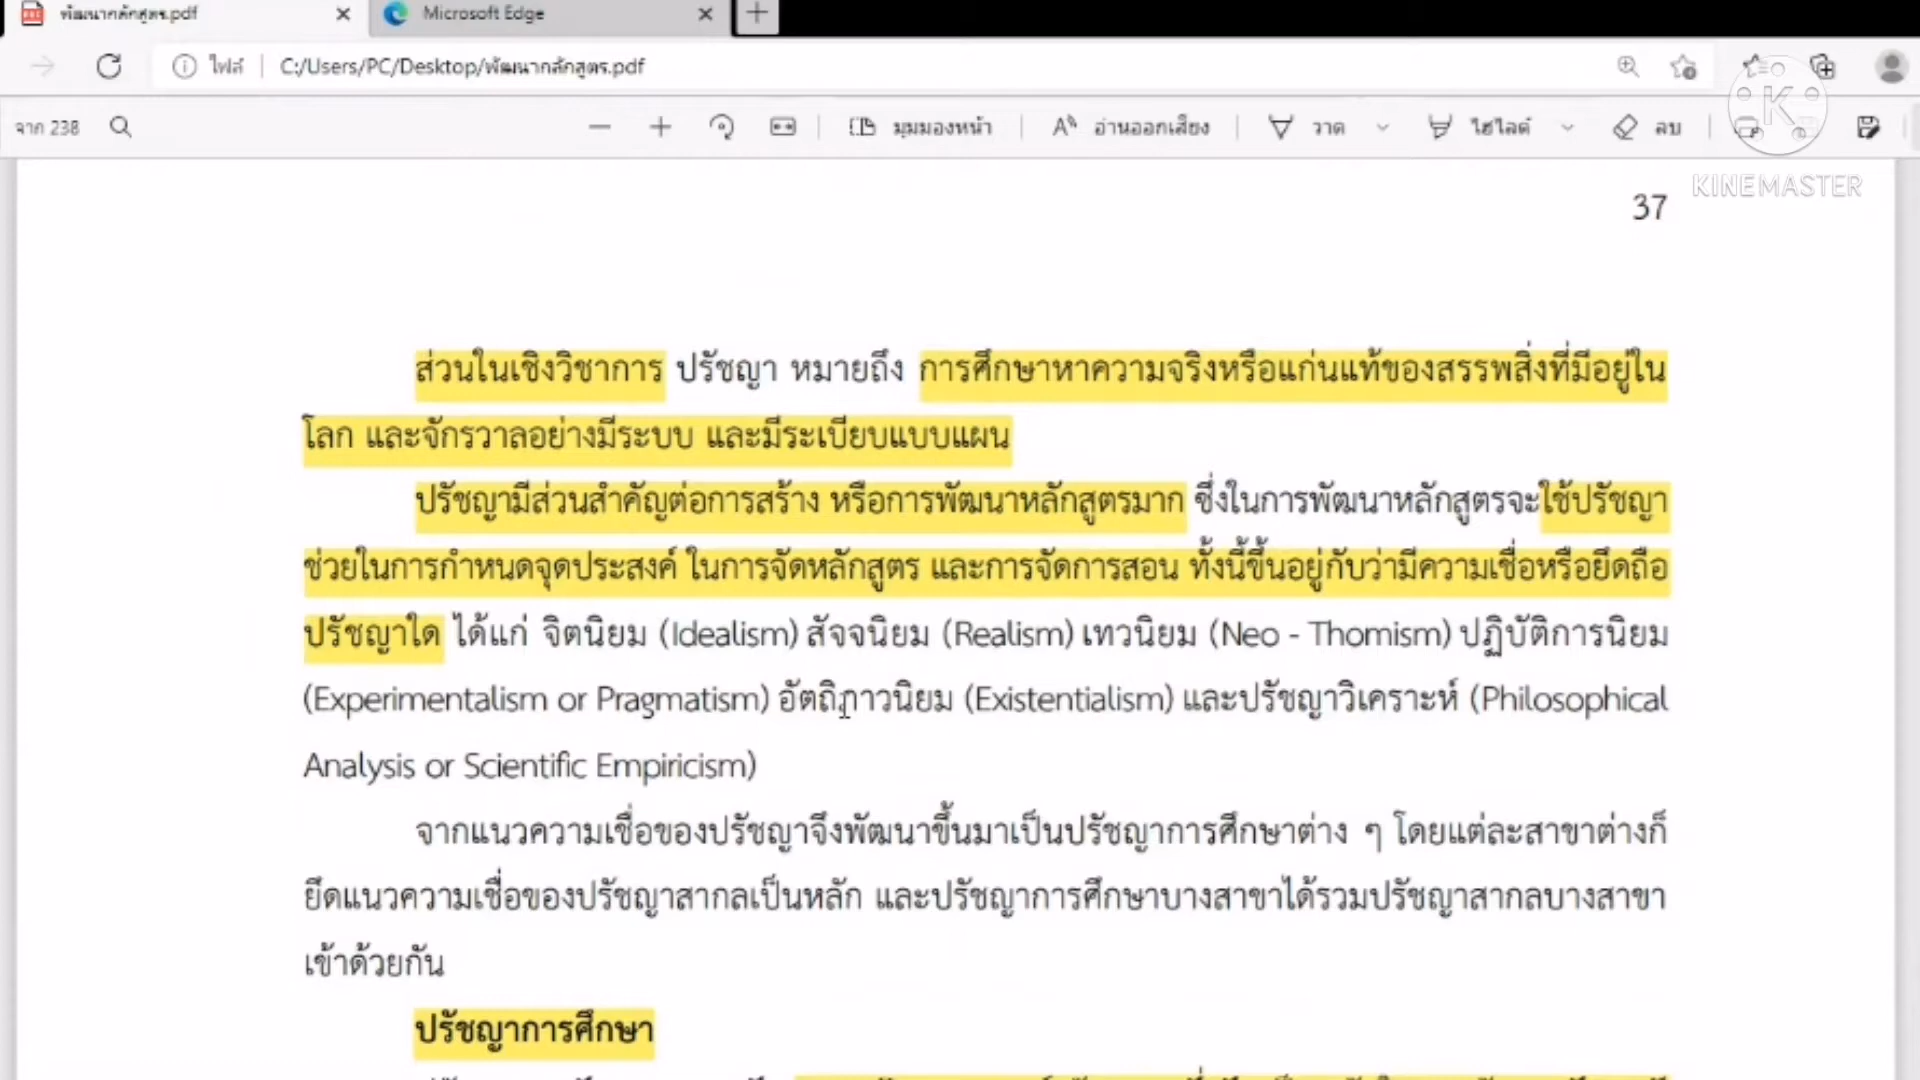 พัฒนากลักสูตร.pdf
Microsoft Edge
ไฟล์
C:/Users/PC/Desktop/พัฒนากลักสูตร.pdf
จาก 238
มุมมองหน้า
อ่านออกเสียง
วาด
ไฮไลต์
ลบ
K
KINEMASTER
37
ส่วนในเชิงวิชาการ ปรัชญา หมายถึง การศึกษาหาความจริงหรือแก่นแท้ของสรรพสิ่งที่มีอยู่ใน
โลก และจักรวาลอย่างมีระบบ และมีระเบียบแบบแผน
ปรัชญามีส่วนสำคัญต่อการสร้าง หรือการพัฒนาหลักสูตรมาก ซึ่งในการพัฒนาหลักสูตรจะใช้ปรัชญา
ช่วยในการกำหนดจุดประสงค์ ในการจัดหลักสูตร และการจัดการสอน ทั้งนี้ขึ้นอยู่กับว่ามีความเชื่อหรือยึดถือ
ปรัชญาใด ได้แก่ จิตนิยม (Idealism) สัจจนิยม (Realism) เทวนิยม (Neo - Thomism) ปฏิบัติการนิยม
(Experimentalism or Pragmatism) อัตถิภาวนิยม (Existentialism) และปรัชญาวิเคราะห์ (Philosophical
Analysis or Scientific Empiricism)
จากแนวความเชื่อของปรัชญาจึงพัฒนาขึ้นมาเป็นปรัชญาการศึกษาต่าง ๆ โดยแต่ละสาขาต่างก็
ยึดแนวความเชื่อของปรัชญาสากลเป็นหลัก และปรัชญาการศึกษาบางสาขาได้รวมปรัชญาสากลบางสาขา
เข้าด้วยกัน
ปรัชญาการศึกษา